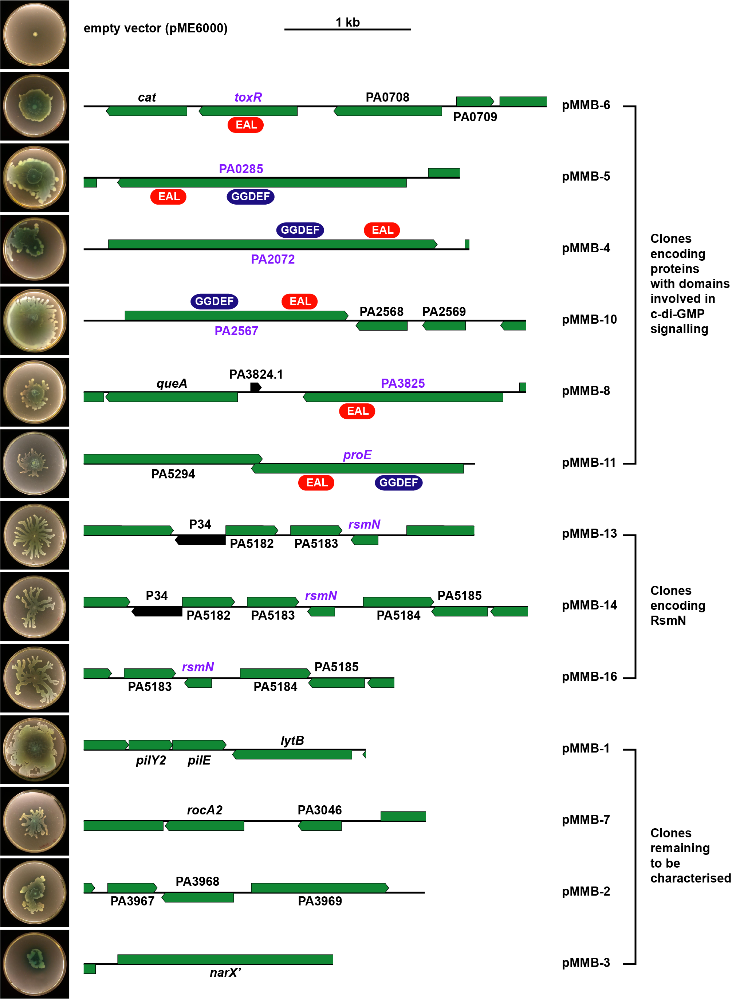 empty vector (pME6000)
1 kb
cat
toxR
PA0708
PA0709
EAL
pMMB-6
PA0285
EAL
GGDEF
pMMB-5
GGDEF
EAL
PA2072
pMMB-4
GGDEF
EAL
PA2567
PA2568
PA2569
pMMB-10
queA
PA3824.1
PA3825
EAL
pMMB-8
PA5294
proE
EAL
GGDEF
pMMB-11
Clones
encoding
proteins
with domains
involved in
c-di-GMP
signalling
P34
PA5182
PA5183
rsmN
pMMB-13
P34
PA5182
PA5183
rsmN
PA5184
PA5185
pMMB-14
PA5183
rsmN
PA5184
PA5185
pMMB-16
Clones
encoding
RsmN
pilY2
pilE
lytB
pMMB-1
rocA2
PA3046
pMMB-7
PA3967
PA3968
PA3969
pMMB-2
narX’
pMMB-3
Clones
remaining
to be
characterised